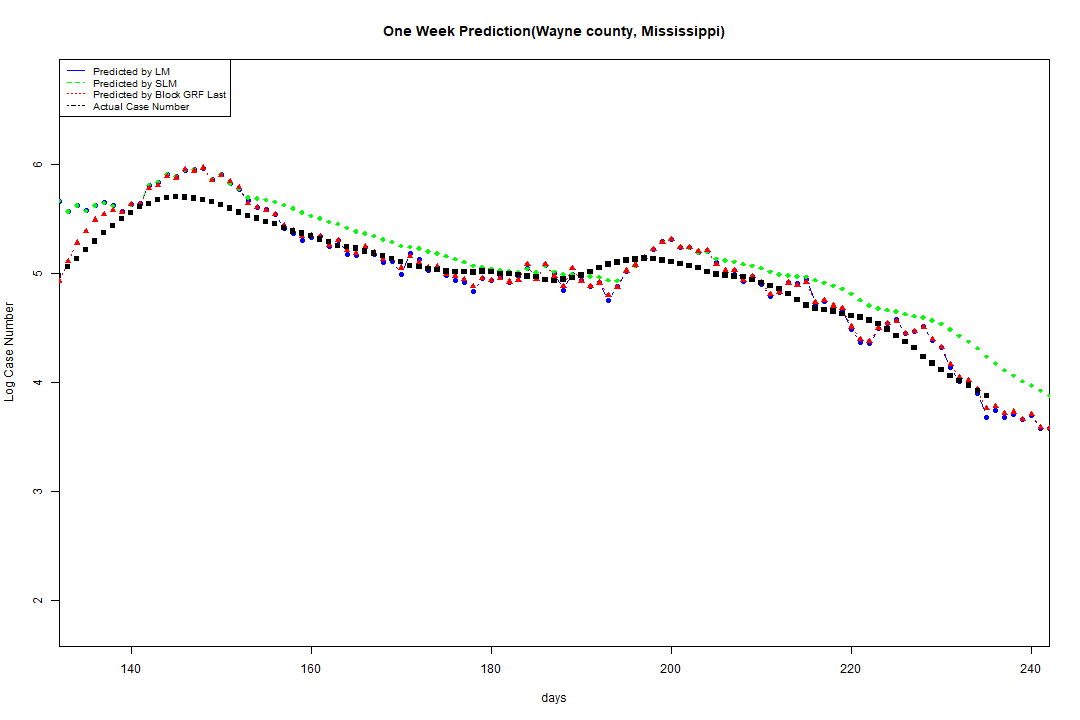 One Week Prediction(Wayne county, Mississippi)
Predicted by LM
Predicted by SLM
Predicted by Block GRF Last
Actual Case Number
6
5
4
3
2
Log Case Number
140 160 180 200 220 240
days